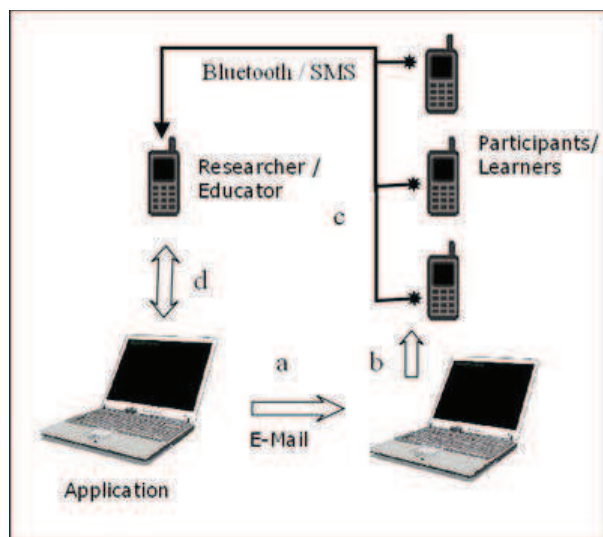 Bluetooth / SMS
Researcher /
Educator
Participants/
Learners
c
d
a
b
E-Mail
Application